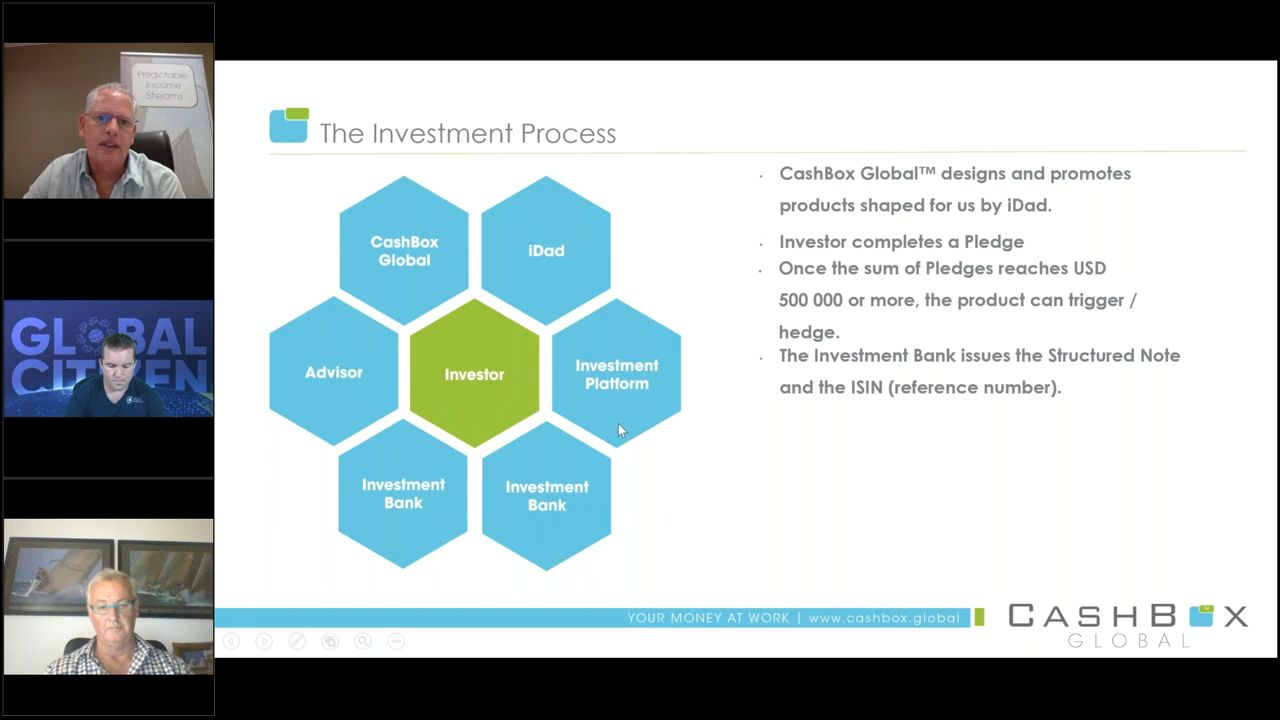 Predictable
Income
Streams
GLOBAL
CITIZEN
The Investment Process
CashBox
Global
iDad
Advisor
Investor
Investment
Platform
Investment
Bank
Investment
Bank
CashBox Global™ designs and promotes
products shaped for us by iDad.
Investor completes a Pledge
Once the sum of Pledges reaches USD
500 000 or more, the product can trigger /
hedge.
The Investment Bank issues the Structured Note
and the ISIN (reference number).
YOUR MONEY AT WORK | www.cashbox.global
CASHBOX
GLOBAL